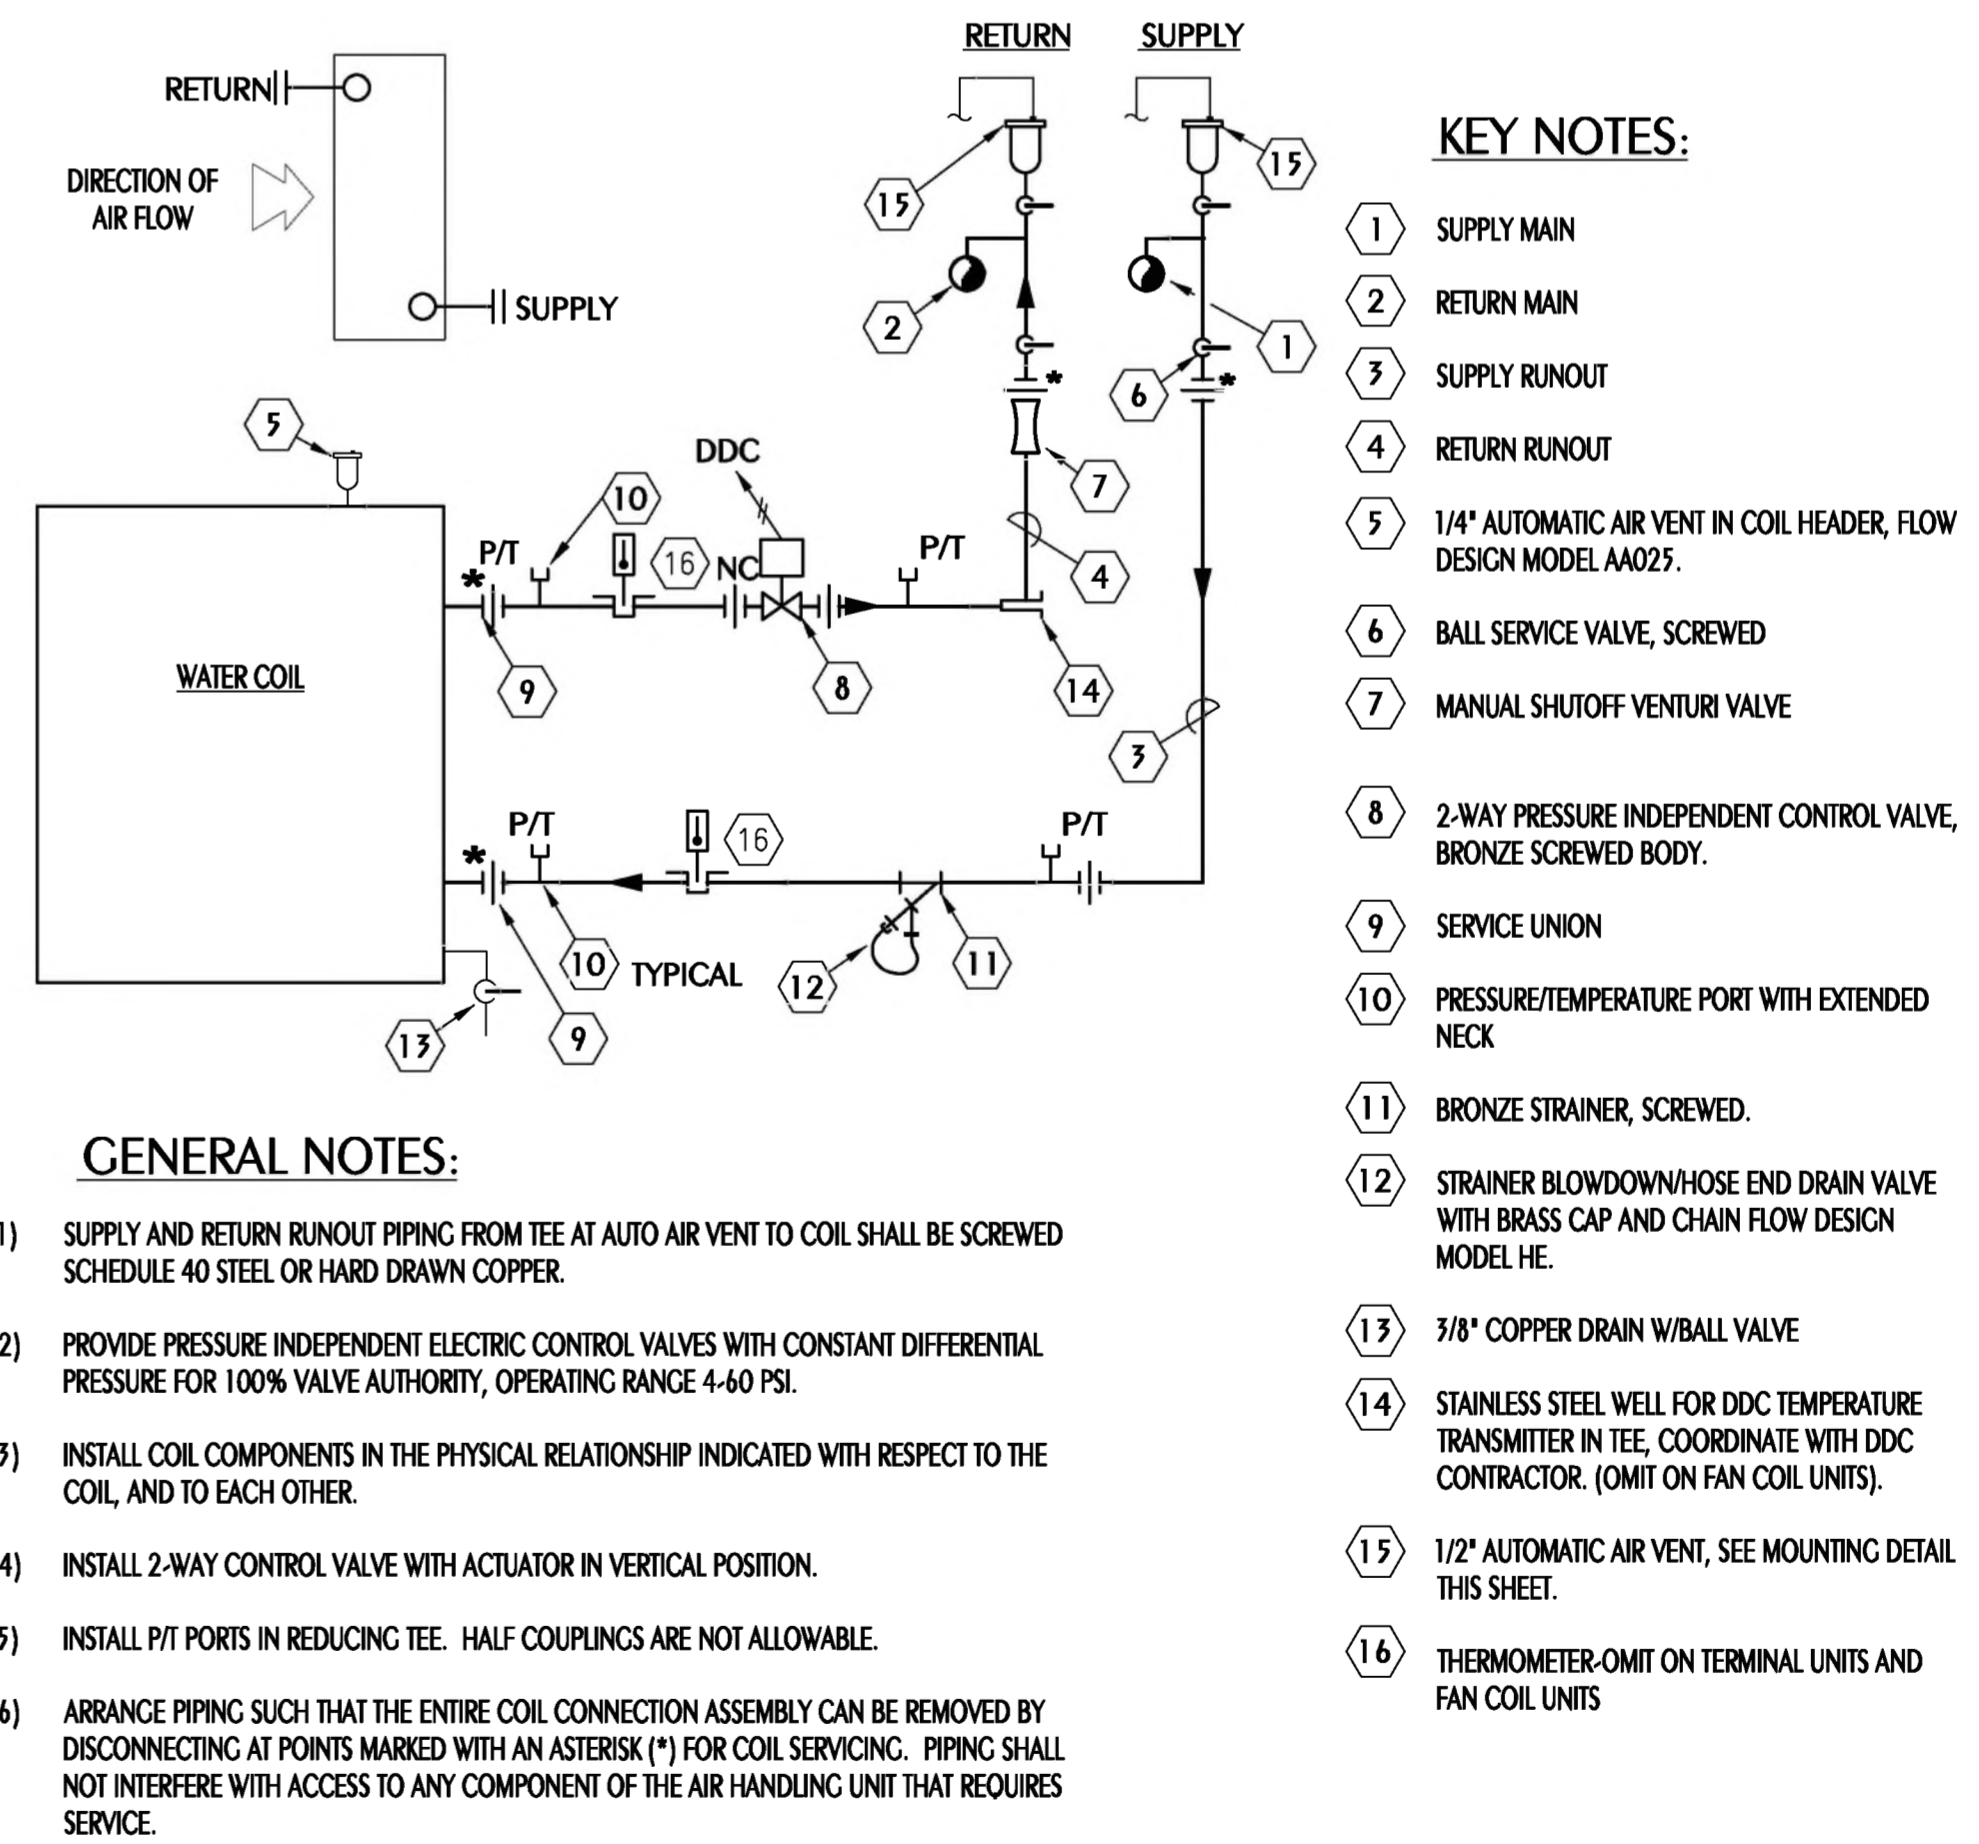 RETURN
SUPPLY
RETURN
DIRECTION OF
AIR FLOW
SUPPLY
15
15
2
1
6
5
DDC
7
10
P/T
16
NC
P/T
*
*
*
4
WATER COIL
9
8
14
3
P/T
16
P/T
*
10 TYPICAL
12
11
13
9
KEY NOTES:
1 SUPPLY MAIN
2 RETURN MAIN
3 SUPPLY RUNOUT
4 RETURN RUNOUT
5 1/4" AUTOMATIC AIR VENT IN COIL HEADER, FLOW
DESIGN MODEL AA025.
6 BALL SERVICE VALVE, SCREWED
7 MANUAL SHUTOFF VENTURI VALVE
8 2-WAY PRESSURE INDEPENDENT CONTROL VALVE,
BRONZE SCREWED BODY.
9 SERVICE UNION
10 PRESSURE/TEMPERATURE PORT WITH EXTENDED
NECK
11 BRONZE STRAINER, SCREWED.
12 STRAINER BLOWDOWN/HOSE END DRAIN VALVE
WITH BRASS CAP AND CHAIN FLOW DESIGN
MODEL HE.
13 3/8" COPPER DRAIN W/BALL VALVE
14 STAINLESS STEEL WELL FOR DDC TEMPERATURE
TRANSMITTER IN TEE, COORDINATE WITH DDC
CONTRACTOR. (OMIT ON FAN COIL UNITS).
15 1/2" AUTOMATIC AIR VENT, SEE MOUNTING DETAIL
THIS SHEET.
16 THERMOMETER-OMIT ON TERMINAL UNITS AND
FAN COIL UNITS
GENERAL NOTES:
1) SUPPLY AND RETURN RUNOUT PIPING FROM TEE AT AUTO AIR VENT TO COIL SHALL BE SCREWED
SCHEDULE 40 STEEL OR HARD DRAWN COPPER.
2) PROVIDE PRESSURE INDEPENDENT ELECTRIC CONTROL VALVES WITH CONSTANT DIFFERENTIAL
PRESSURE FOR 100% VALVE AUTHORITY, OPERATING RANGE 4-60 PSI.
3) INSTALL COIL COMPONENTS IN THE PHYSICAL RELATIONSHIP INDICATED WITH RESPECT TO THE
COIL, AND TO EACH OTHER.
4) INSTALL 2-WAY CONTROL VALVE WITH ACTUATOR IN VERTICAL POSITION.
5) INSTALL P/T PORTS IN REDUCING TEE. HALF COUPLINGS ARE NOT ALLOWABLE.
6) ARRANGE PIPING SUCH THAT THE ENTIRE COIL CONNECTION ASSEMBLY CAN BE REMOVED BY
DISCONNECTING AT POINTS MARKED WITH AN ASTERISK (*) FOR COIL SERVICING. PIPING SHALL
NOT INTERFERE WITH ACCESS TO ANY COMPONENT OF THE AIR HANDLING UNIT THAT REQUIRES
SERVICE.